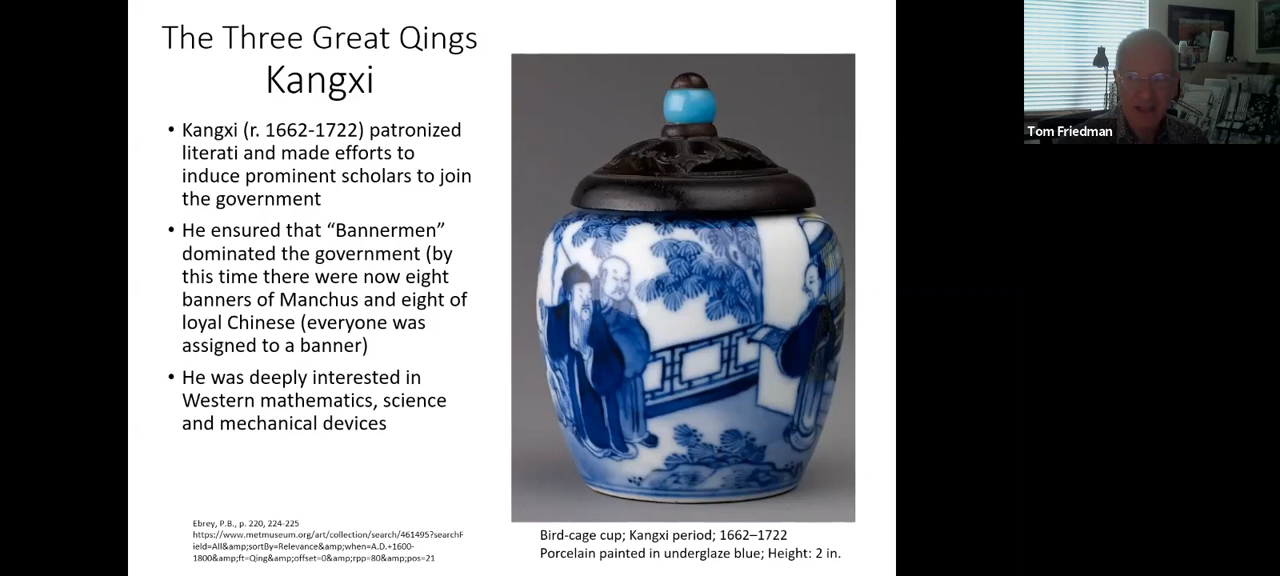 The Three Great Qings
Kangxi
• Kangxi (r. 1662-1722) patronized
literati and made efforts to
induce prominent scholars to join
the government
• He ensured that “Bannermen”
dominated the government (by
this time there were now eight
banners of Manchus and eight of
loyal Chinese (everyone was
assigned to a banner)
• He was deeply interested in
Western mathematics, science
and mechanical devices
Ebrey, P.B., p. 220, 224-225
https://www.metmuseum.org/art/collection/search/461495?searchF
ield=All&amp;sortBy=Relevance&amp;when=A.D.+1600-
1800&amp;ft=Qing&amp;offset=0&amp;rpp=80&amp;pos=21
Bird-cage cup; Kangxi period; 1662–1722
Porcelain painted in underglaze blue; Height: 2 in.
Tom Friedman